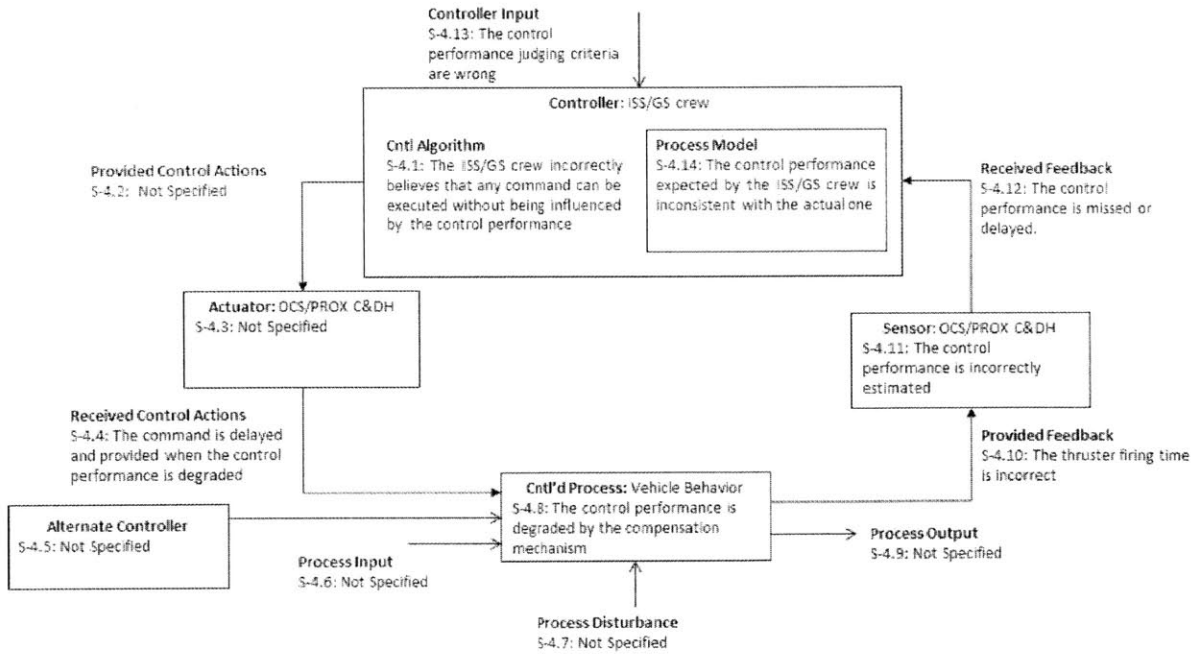 Controller Input
S-4.13: The control
performance judging criteria
are wrong
Controller: ISS/GS crew
Cntl Algorithm
S-4.1: The ISS/GS crew incorrectly
believes that any command can be
executed without being influenced
by the control performance
Process Model
S-4.14: The control performance
expected by the ISS/GS crew is
inconsistent with the actual one
Provided Control Actions
S-4.2: Not Specified
Received Feedback
S-4.12: The control
performance is missed or
delayed.
Actuator: OCS/PROX C&DH
S-4.3: Not Specified
Sensor: OCS/PROX C&DH
S-4.11: The control
performance is incorrectly
estimated
Received Control Actions
S-4.4: The command is delayed
and provided when the control
performance is degraded
Provided Feedback
S-4.10: The thruster firing time
is incorrect
Cntl'd Process: Vehicle Behavior
S-4.8: The control performance is
degraded by the compensation
mechanism
Alternate Controller
S-4.5: Not Specified
Process Input
S-4.6: Not Specified
Process Output
S-4.9: Not Specified
Process Disturbance
S-4.7: Not Specified